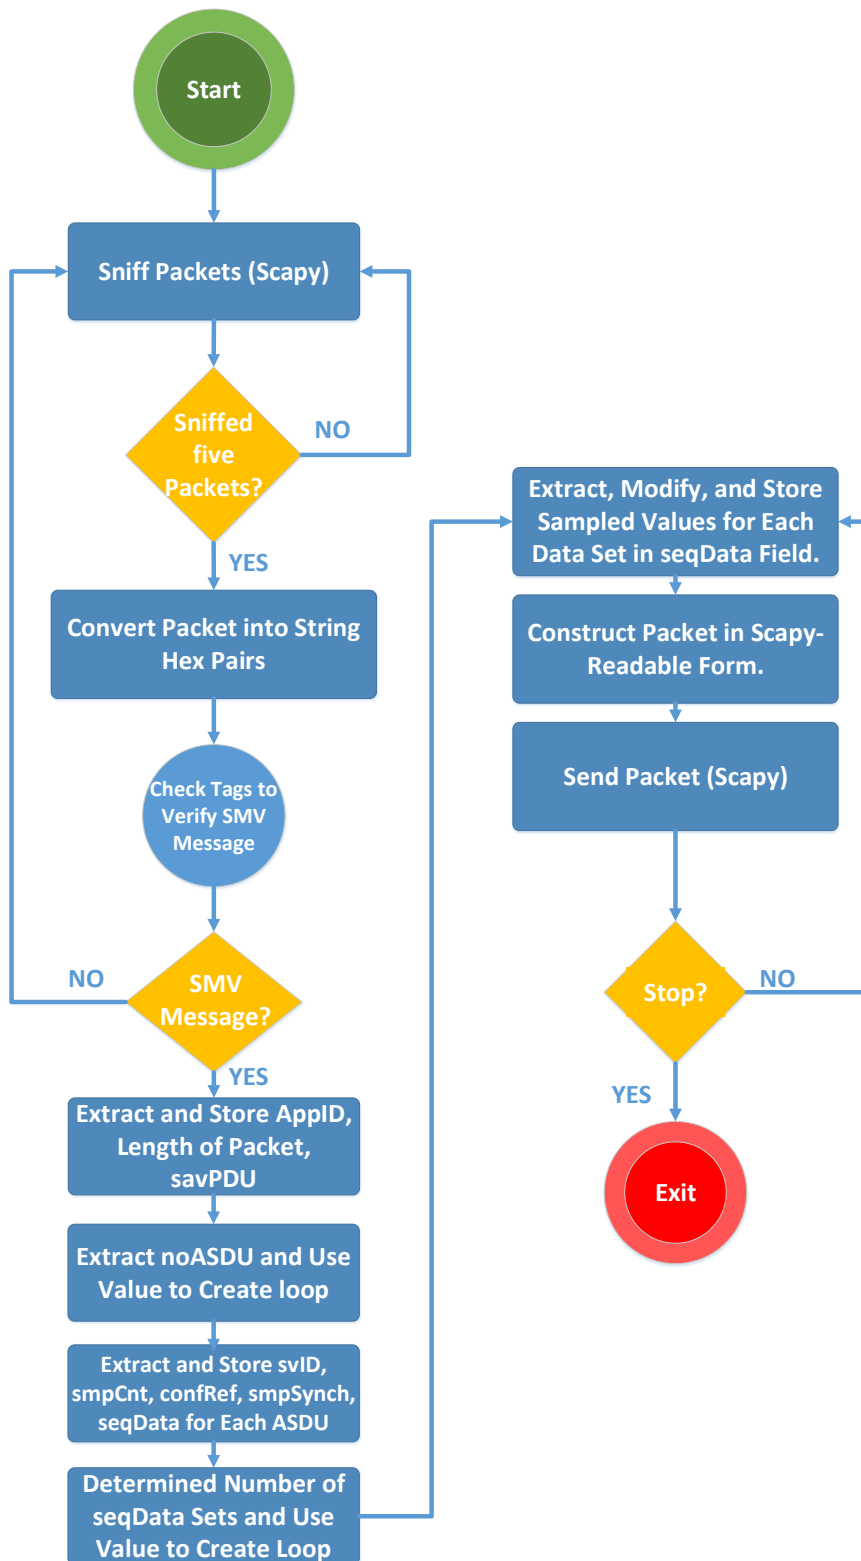 Start
Sniff Packets (Scapy)
Sniffed
five
Packets?
NO
YES
Convert Packet into String
Hex Pairs
Check Tags to
Verify SMV
Message
SMV
Message?
NO
YES
Extract and Store AppID,
Length of Packet,
savPDU
Extract noASDU and Use
Value to Create loop
Extract and Store svID,
smpCnt, confRef, smpSynch,
seqData for Each ASDU
Determined Number of
seqData Sets and Use
Value to Create Loop
Extract, Modify, and Store
Sampled Values for Each
Data Set in seqData Field.
Construct Packet in Scapy-
Readable Form.
Send Packet (Scapy)
Stop?
NO
YES
Exit